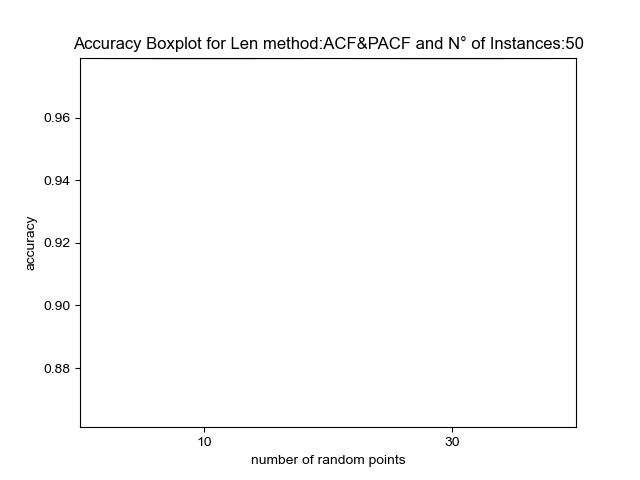 Accuracy Boxplot for Len method:ACF&PACF and N° of Instances:50
0.96
0.94
0.92
0.90
0.88
accuracy
10 30
number of random points